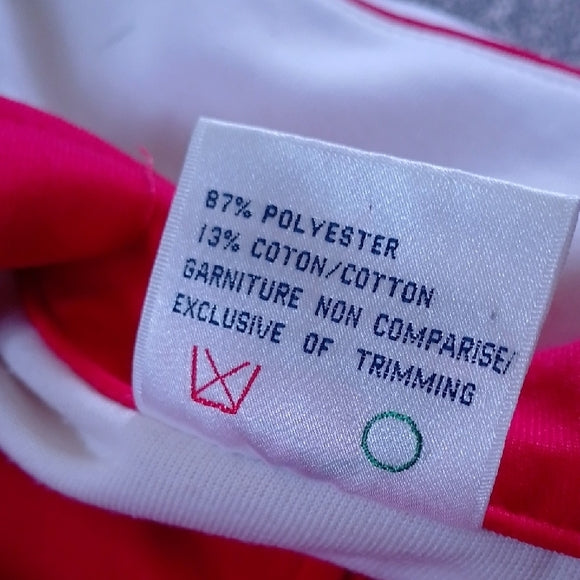 87% POLYESTER
13% COTON/COTTON
GARNITURE NON COMPARISE/
EXCLUSIVE OF TRIMMING